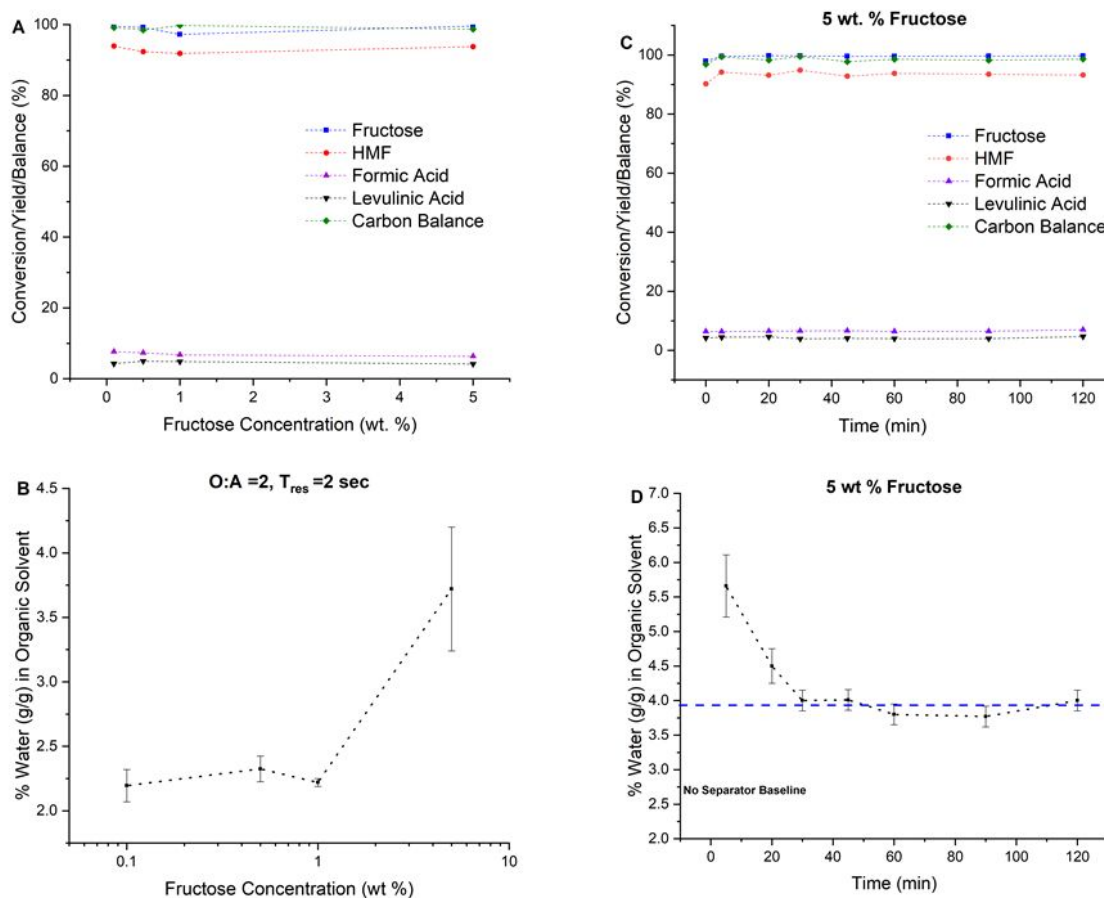 A
100
80
60
40
20
0
Conversion/Yield/Balance (%)
Fructose
HMF
Formic Acid
Levulinic Acid
Carbon Balance
0 1 2 3 4 5
Fructose Concentration (wt. %)
5 wt. % Fructose
C
100
80
60
40
20
0
Conversion/Yield/Balance (%)
Fructose
HMF
Formic Acid
Levulinic Acid
Carbon Balance
0 20 40 60 80 100 120
Time (min)
B
O:A =2, Tres =2 sec
4.5
4.0
3.5
3.0
2.5
2.0
% Water (g/g) in Organic Solvent
0.1 1 10
Fructose Concentration (wt %)
D
5 wt % Fructose
7.0
6.5
6.0
5.5
5.0
4.5
4.0
3.5
3.0
2.5
2.0
% Water (g/g) in Organic Solvent
No Separator Baseline
0 20 40 60 80 100 120
Time (min)